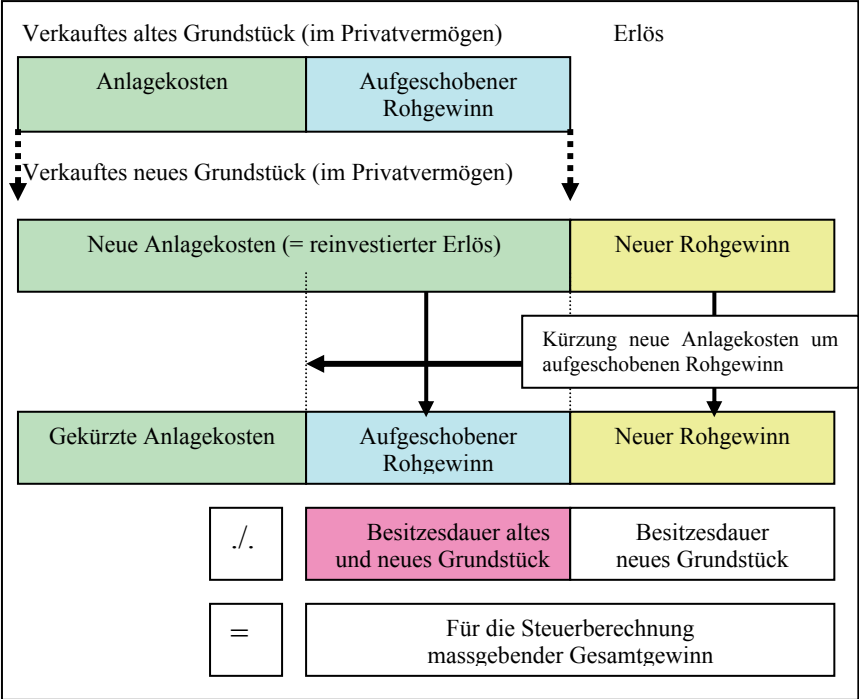 Verkauftes altes Grundstück (im Privatvermögen) Erlös
Anlagekosten
Aufgeschobener
Rohgewinn
Verkauftes neues Grundstück (im Privatvermögen)
Neue Anlagekosten (= reinvestierter Erlös)
Neuer Rohgewinn
Kürzung neue Anlagekosten um
aufgeschobenen Rohgewinn
Gekürzte Anlagekosten
Aufgeschobener
Rohgewinn
Neuer Rohgewinn
./.
Besitzesdauer altes
und neues Grundstück
Besitzesdauer
neues Grundstück
=
Für die Steuerberechnung
massgebender Gesamtgewinn